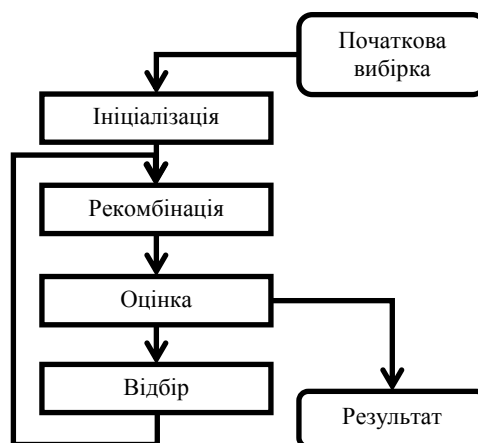 Початкова
вибірка
Ініціалізація
Рекомбінація
Оцінка
Відбір
Результат